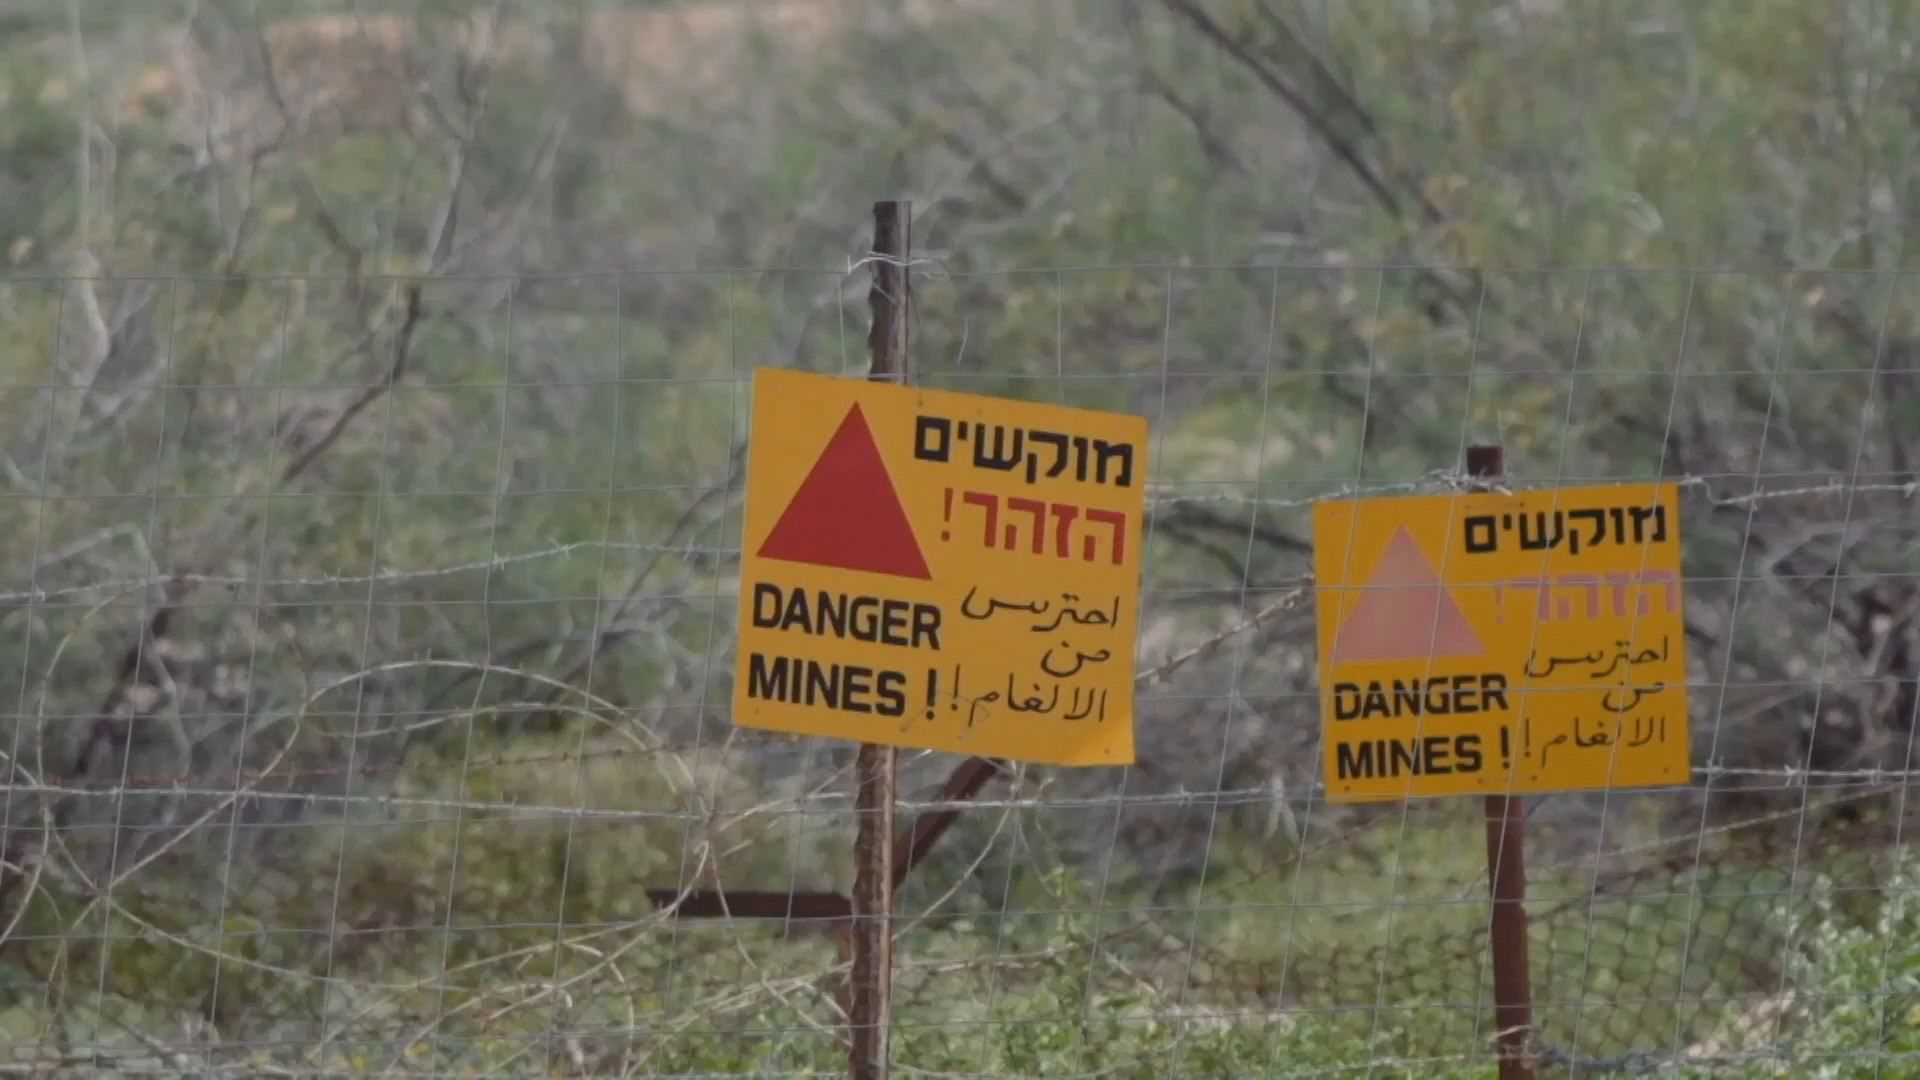 מוקשים
הזהר!
DANGER
MINES !
احترس
من
الالغام !
מוקשים
הזהר!
DANGER
MINES !
احترس
من
الالغام !